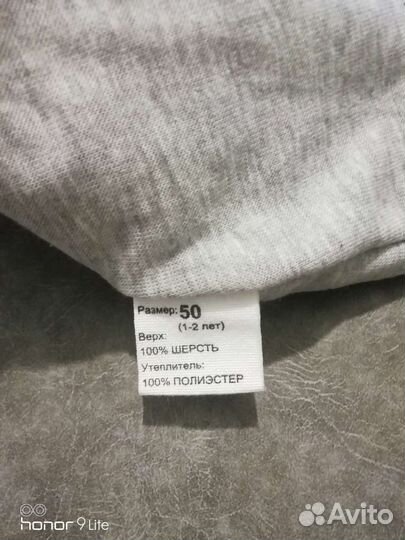 Размер: 50
(1-2 лет)
Верх:
100% ШЕРСТЬ
Утеплитель:
100% ПОЛИЭСТЕР
honor 9 Lite
Avito